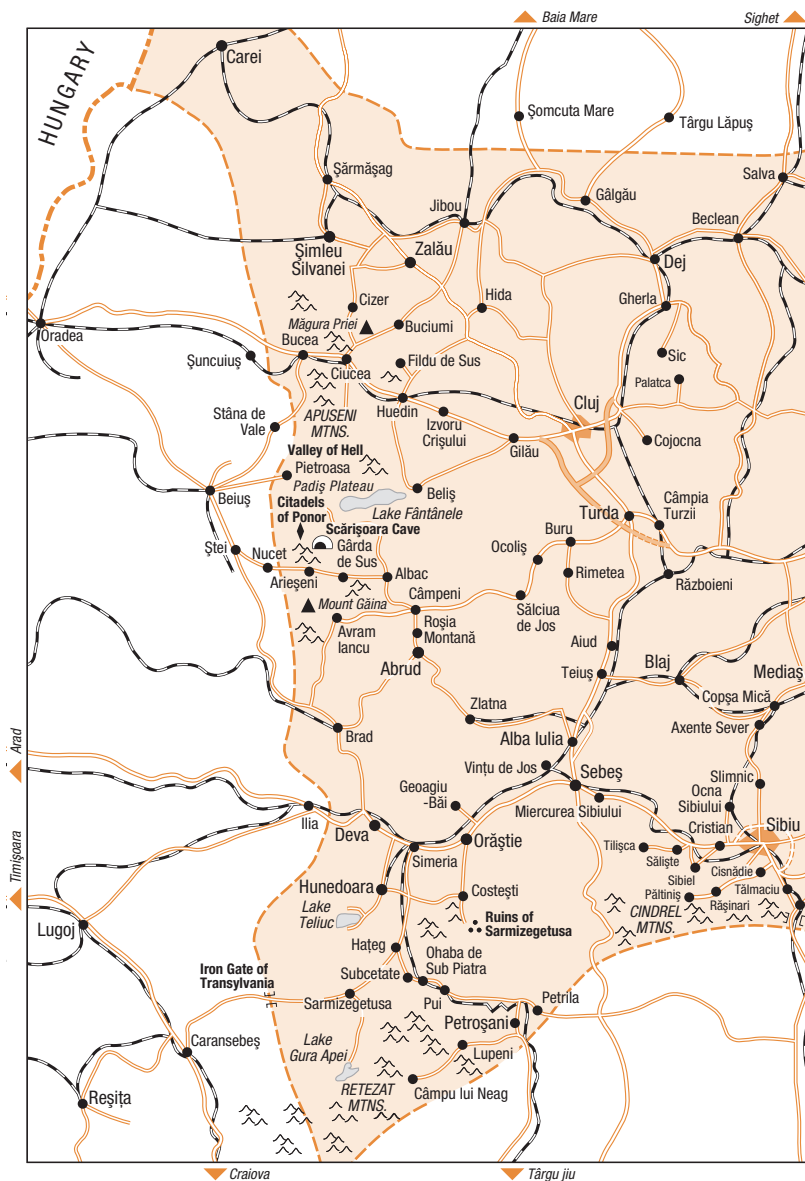 Baia Mare
Sighet
HUNGARY
Carei
Şomcuta Mare
Târgu Lăpuş
Şărmăşag
Salva
Gâlgău
Jibou
Beclean
Şimleu
Silvanei
Zalău
Dej
Cizer
Hida
Gherla
Măgura Priei
Buciumi
Oradea
Bucea
Sic
Şuncuiuş
Ciucea
Fildu de Sus
Palatca
APUSENI
MTNS.
Huedin
Cluj
Stâna de
Vale
Izvoru
Crişului
Gilău
Cojocna
Valley of Hell
Pietroasa
Padiş Plateau
Beliş
Beiuş
Citadels
of Ponor
Lake Fântânele
Câmpia
Turzii
Turda
Scărişoara Cave
Buru
Ştei
Nucet
Gârda
de Sus
Ocoliş
Arieşeni
Albac
Rimetea
Războieni
Mount Găina
Câmpeni
Sălciua
de Jos
Avram
Iancu
Roşia
Montană
Aiud
Abrud
Teiuş
Blaj
Mediaş
Zlatna
Copşa Mică
Axente Sever
Brad
Alba Iulia
Arad
Vinţu de Jos
Sebeş
Slimnic
Geoagiu
-Băi
Ocna
Sibiului
Ilia
Miercurea Sibiului
Deva
Orăştie
Cristian
Sibiu
Timişoara
Simeria
Tilişca
Sălişte
Sibiel
Cisnădie
Hunedoara
Costeşti
Păltiniş
Răşinari
Tălmaciu
Lake
Teliuc
CINDREL
MTNS.
Lugoj
Ruins of
Sarmizegetusa
Haţeg
Ohaba de
Sub Piatra
Iron Gate of
Transylvania
Subcetate
Sarmizegetusa
Pui
Petrila
Petroşani
Caransebeş
Lake
Gura Apei
Lupeni
Reşiţa
RETEZAT
MTNS.
Câmpu lui Neag
Craiova
Târgu jiu